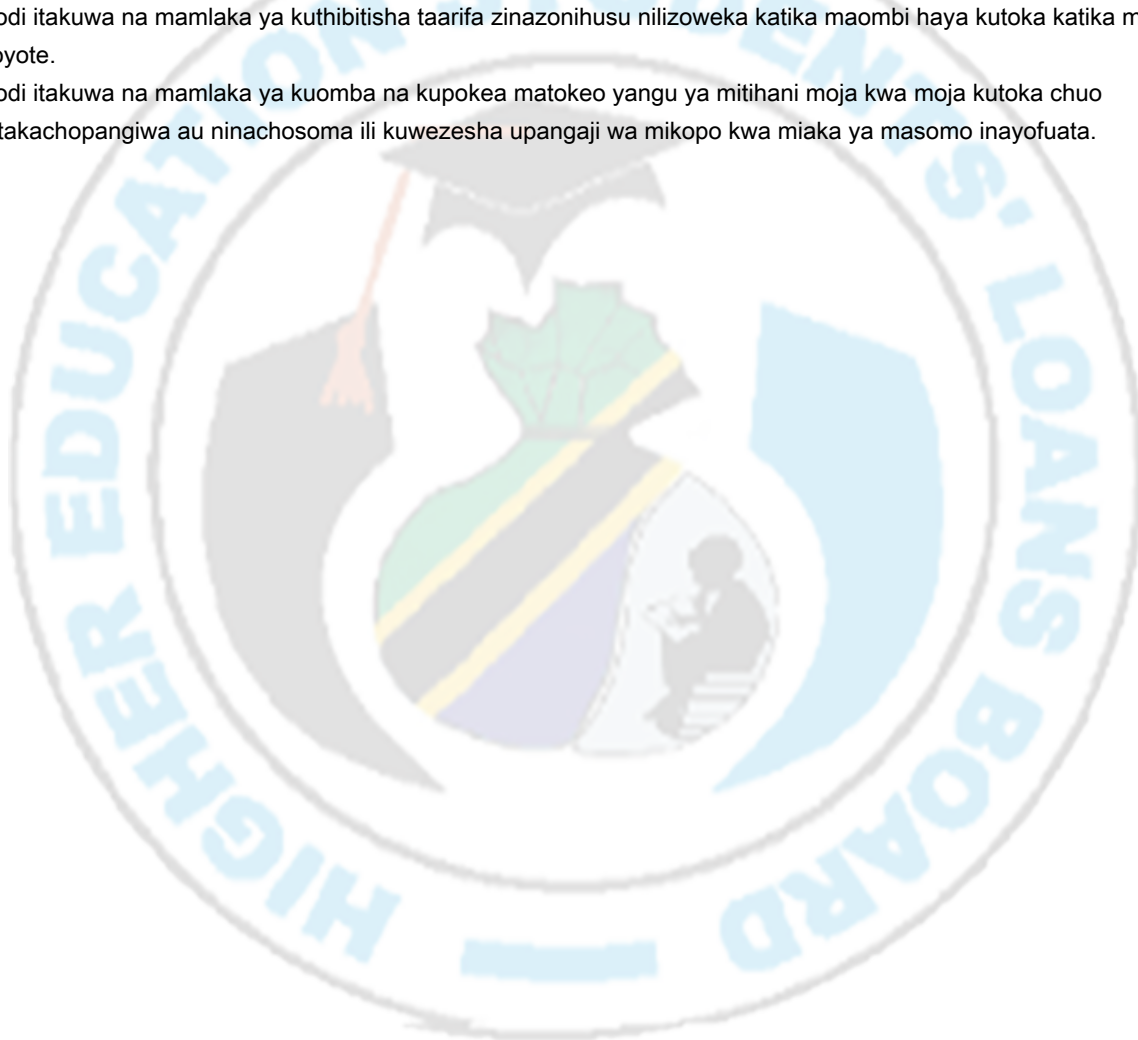 odi itakuwa na mamlaka ya kuthibitisha taarifa zinazonihusu nilizoweka katika maombi haya kutoka katika m
oyote.
odi itakuwa na mamlaka ya kuomba na kupokea matokeo yangu ya mitihani moja kwa moja kutoka chuo
takachopangiwa au ninachosoma ili kuwezesha upangaji wa mikopo kwa miaka ya masomo inayofuata.
HIGHER EDUCATION STUDENTS' LOANS BOARD